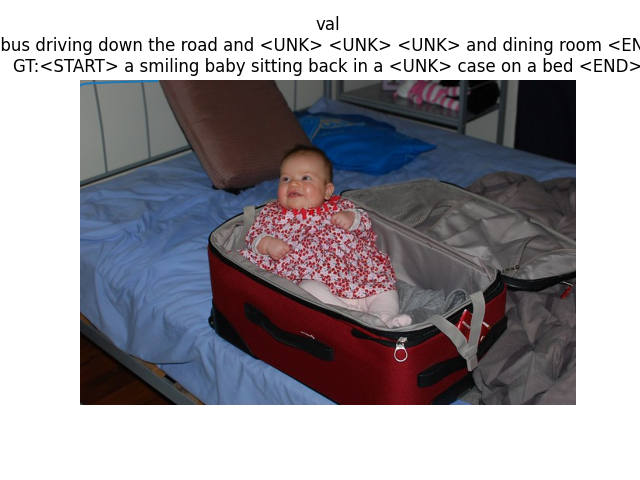 val
bus driving down the road and <UNK> <UNK> <UNK> and dining room
GT:<START> a smiling baby sitting back in a <UNK> case on a bed <END>